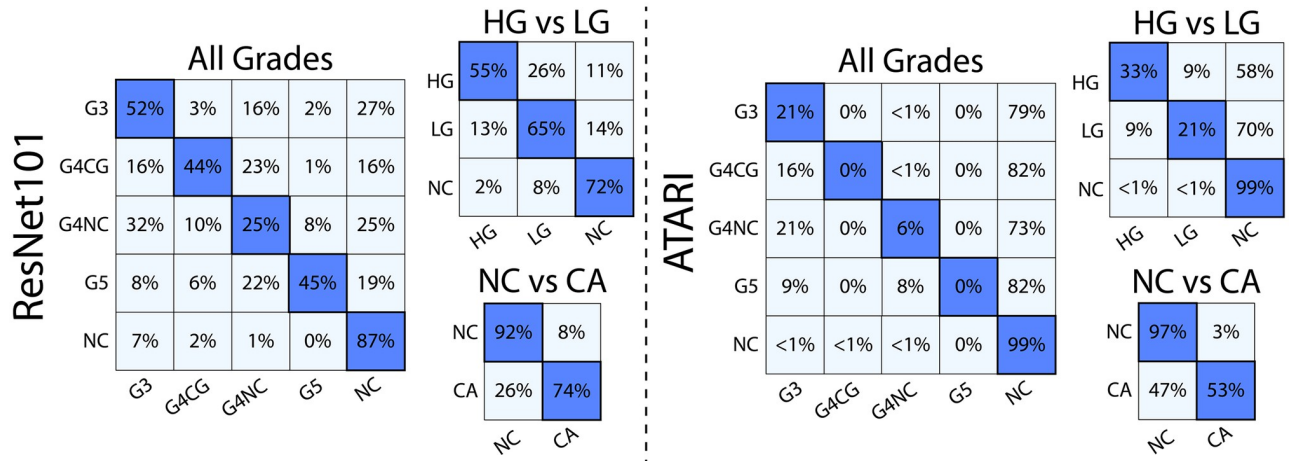 ResNet101
All Grades
G3 52% 3% 16% 2% 27%
G4CG 16% 44% 23% 1% 16%
G4NC 32% 10% 25% 8% 25%
G5 8% 6% 22% 45% 19%
NC 7% 2% 1% 0% 87%
G3 G4CG G4NC G5 NC
HG vs LG
HG 55% 26% 11%
LG 13% 65% 14%
NC 2% 8% 72%
HG LG NC
NC vs CA
NC 92% 8%
CA 26% 74%
NC CA
ATARI
All Grades
G3 21% 0% <1% 0% 79%
G4CG 16% 0% <1% 0% 82%
G4NC 21% 0% 6% 0% 73%
G5 9% 0% 8% 0% 82%
NC <1% <1% <1% 0% 99%
G3 G4CG G4NC G5 NC
HG vs LG
HG 33% 9% 58%
LG 9% 21% 70%
NC <1% <1% 99%
HG LG NC
NC vs CA
NC 97% 3%
CA 47% 53%
NC CA